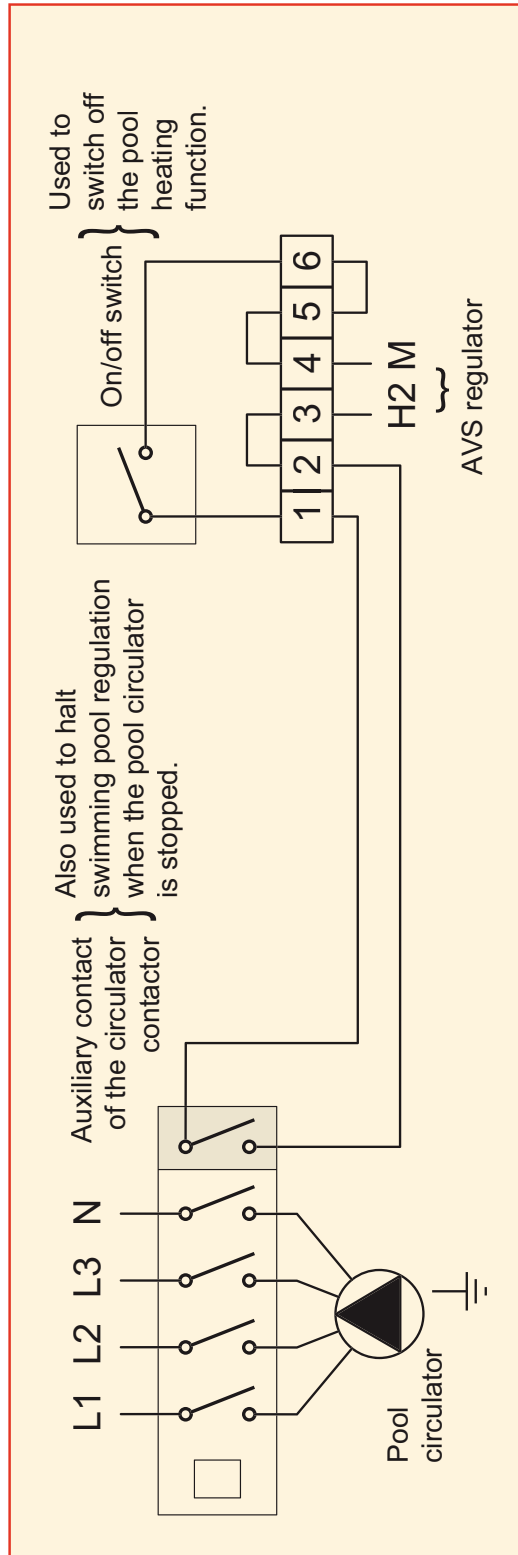 L1 L2 L3 N
Auxiliary contact
of the circulator
contactor
Also used to halt
swimming pool regulation
when the pool circulator
is stopped.
On/off switch
Used to
switch off
the pool
heating
function.
1 2 3 4 5 6
H2 M
AVS regulator
Pool
circulator